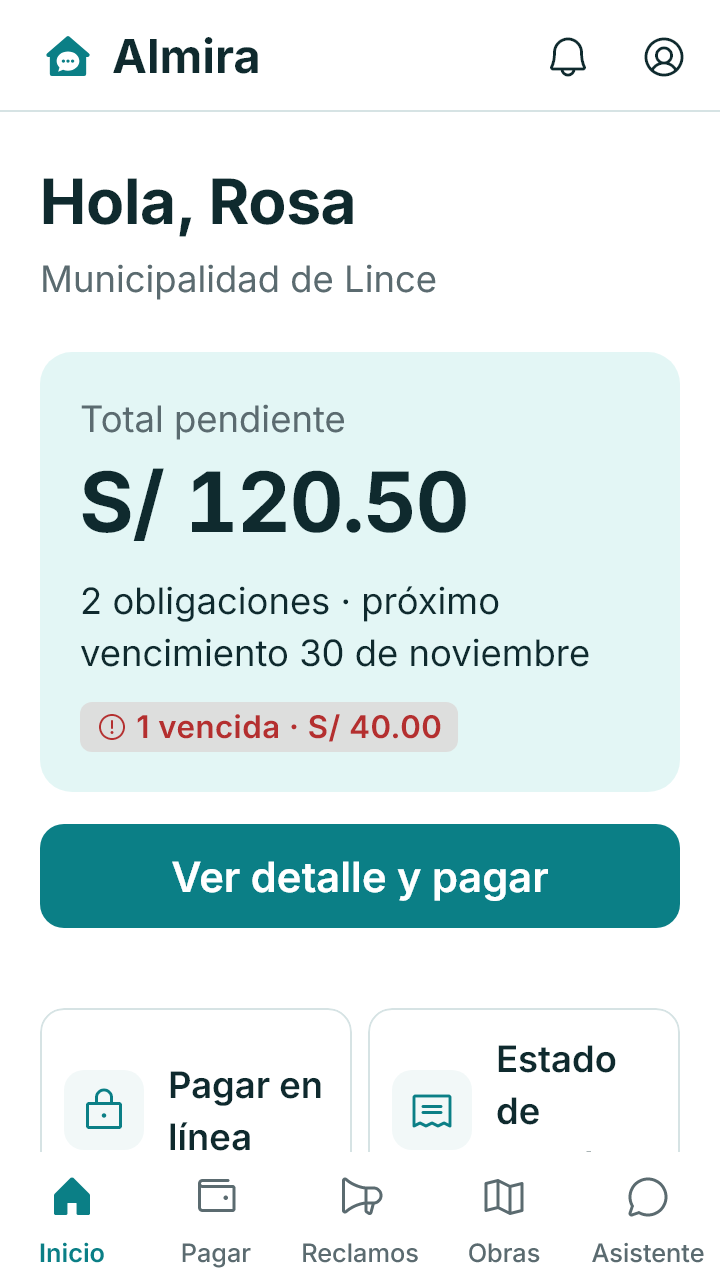 Almira
Hola, Rosa
Municipalidad de Lince
Total pendiente
S/ 120.50
2 obligaciones · próximo
vencimiento 30 de noviembre
1 vencida · S/ 40.00
Ver detalle y pagar
Pagar en
línea
Estado
de
Inicio
Pagar
Reclamos
Obras
Asistente